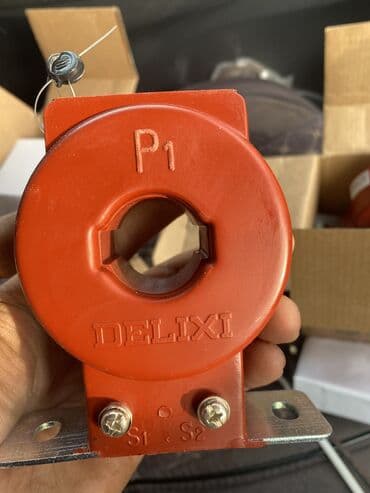 P1
DELIXI
S1 S2